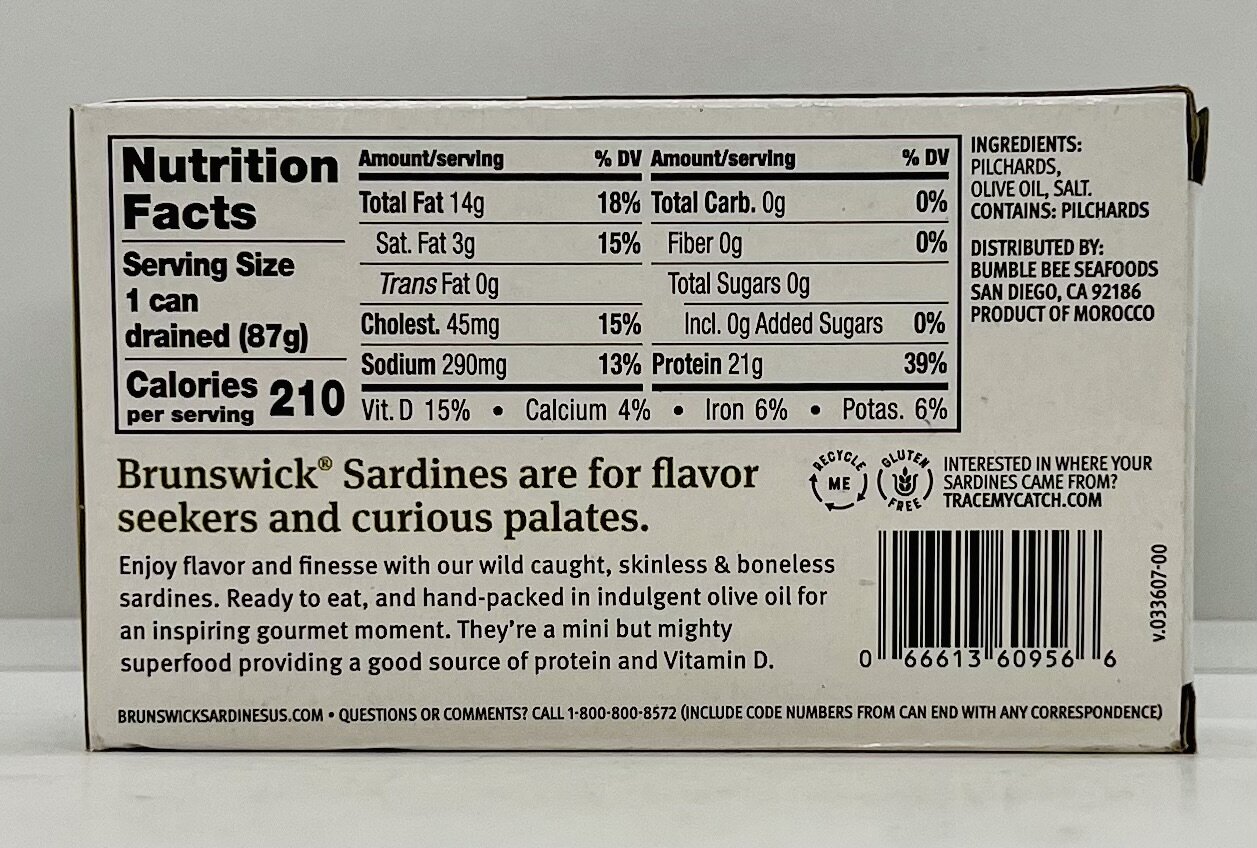 Nutrition
Facts
Serving Size
1 can
drained (87g)
Calories
per serving
210
Amount/serving % DV
Total Fat 14g 18%
Sat. Fat 3g 15%
Trans Fat 0g
Cholest. 45mg 15%
Sodium 290mg 13%
Amount/serving % DV
Total Carb. 0g 0%
Fiber 0g 0%
Total Sugars 0g
Incl. 0g Added Sugars 0%
Protein 21g 39%
Vit. D 15% • Calcium 4% • Iron 6% • Potas. 6%
INGREDIENTS:
PILCHARDS,
OLIVE OIL, SALT.
CONTAINS: PILCHARDS
DISTRIBUTED BY:
BUMBLE BEE SEAFOODS
SAN DIEGO, CA 92186
PRODUCT OF MOROCCO
Brunswick® Sardines are for flavor
seekers and curious palates.
Enjoy flavor and finesse with our wild caught, skinless & boneless
sardines. Ready to eat, and hand-packed in indulgent olive oil for
an inspiring gourmet moment. They're a mini but mighty
superfood providing a good source of protein and Vitamin D.
RECYCLE
ME
GLUTEN
FREE
INTERESTED IN WHERE YOUR
SARDINES CAME FROM?
TRACEMYCATCH.COM
0 66613 60956 6
v.033607-00
BRUNSWICKSARDINESUS.COM • QUESTIONS OR COMMENTS? CALL 1-800-800-8572 (INCLUDE CODE NUMBERS FROM CAN END WITH ANY CORRESPONDENCE)